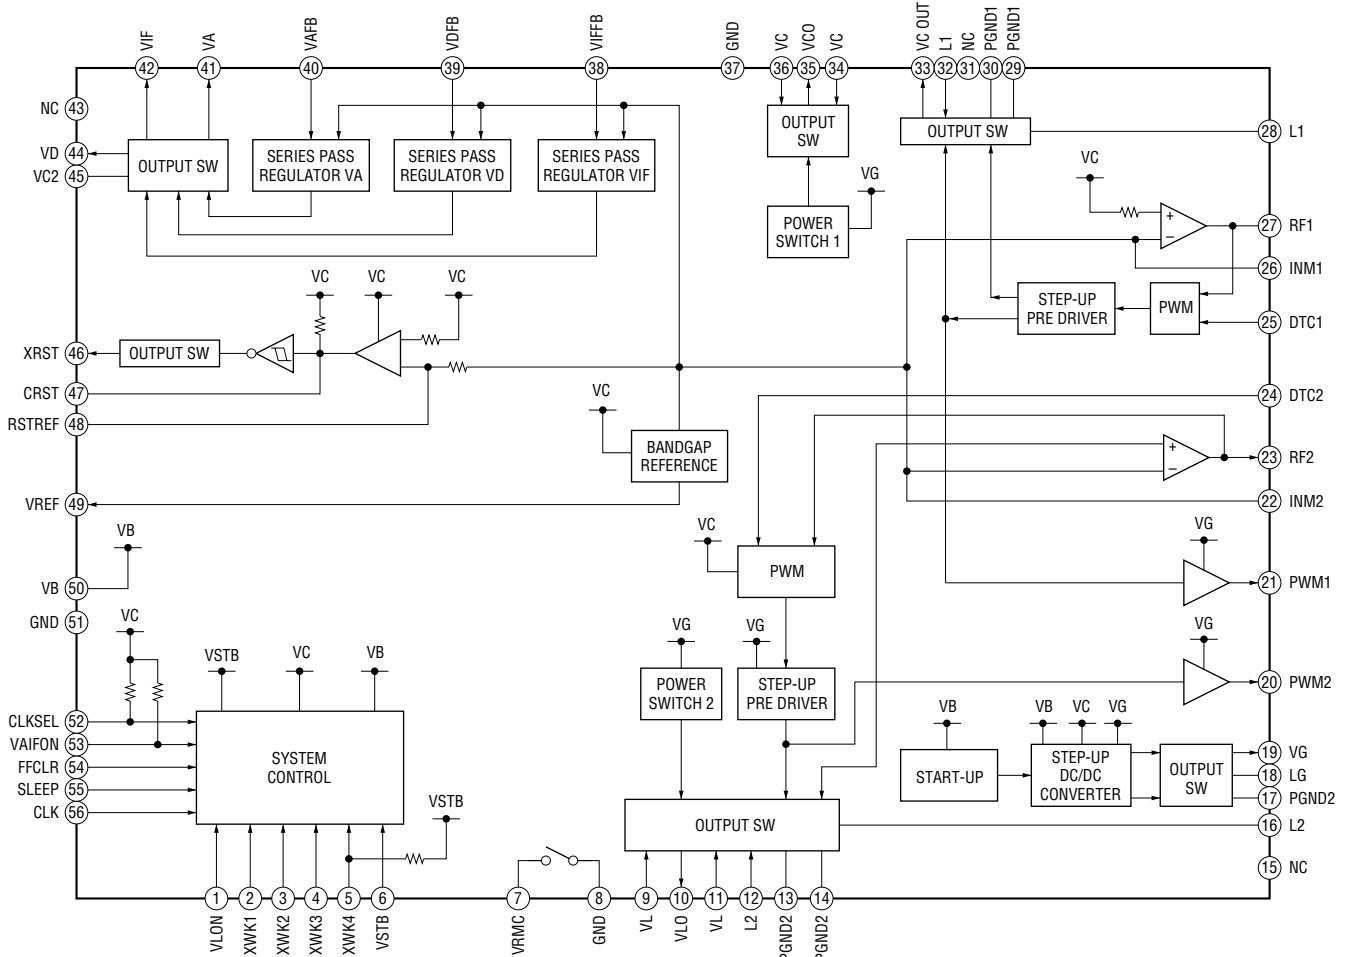 VIF
VA
VAFB
VDFB
VIFFB
GND
VC
VCO
VC
VC OUT
L1
NC
PGND1
PGND1
42
41
40
39
38
37
36
35
34
33
32
31
30
29
NC 43
VD 44
VC2 45
OUTPUT SW
SERIES PASS
REGULATOR VA
SERIES PASS
REGULATOR VD
SERIES PASS
REGULATOR VIF
OUTPUT
SW
OUTPUT SW
28 L1
VG
POWER
SWITCH 1
VC
+
−
27 RF1
26 INM1
VC
VC
VC
STEP-UP
PRE DRIVER
PWM
25 DTC1
XRST 46
OUTPUT SW
CRST 47
RSTREF 48
VC
BANDGAP
REFERENCE
24 DTC2
+
−
23 RF2
22 INM2
VREF 49
VB
VB 50
GND 51
VC
PWM
VG
21 PWM1
VC
VG
VG
VG
20 PWM2
VSTB
VC
VB
POWER
SWITCH 2
STEP-UP
PRE DRIVER
CLKSEL 52
VAIFON 53
FFCLR 54
SLEEP 55
CLK 56
SYSTEM
CONTROL
VB
VB
VC
VG
START-UP
STEP-UP
DC/DC
CONVERTER
OUTPUT
SW
19 VG
18 LG
17 PGND2
VSTB
OUTPUT SW
16 L2
15 NC
1
2
3
4
5
6
7
8
9
10
11
12
13
14
VLON
XWK1
XWK2
XWK3
XWK4
VSTB
VRMC
GND
VL
VLO
VL
L2
PGND2
PGND2